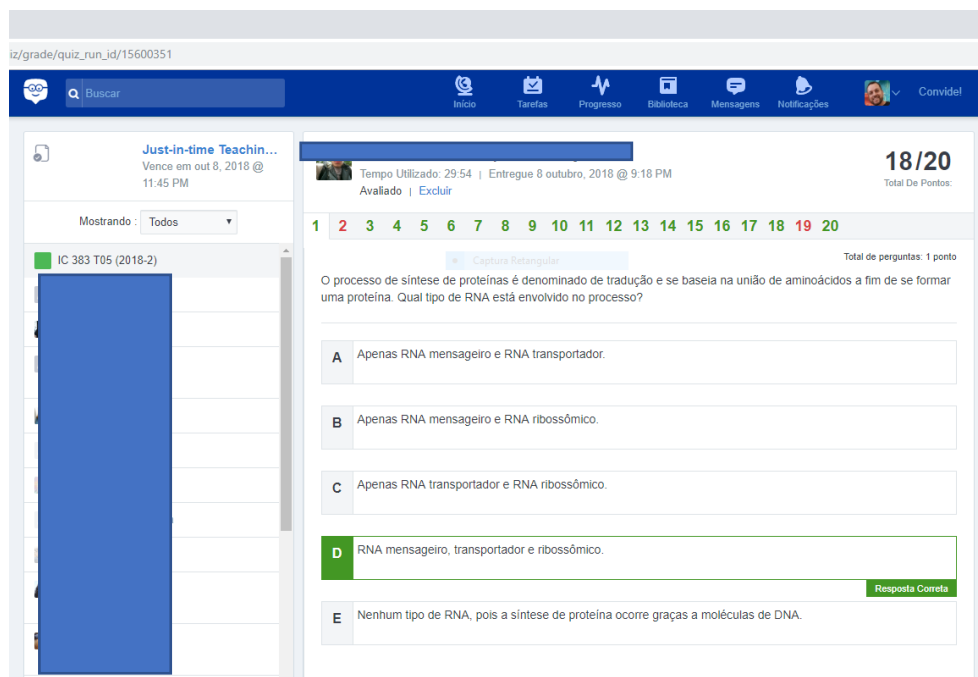 iz/grade/quiz_run_id/15600351
Buscar
Início
Tarefas
Progresso
Biblioteca
Mensagens
Notificações
Convide!
Just-in-time Teachin...
Vence em out 8, 2018 @
11:45 PM
Mostrando :
Todos
IC 383 T05 (2018-2)
Tempo Utilizado: 29:54 | Entregue 8 outubro, 2018 @ 9:18 PM
Avaliado | Excluir
18/20
Total De Pontos:
1 2 3 4 5 6 7 8 9 10 11 12 13 14 15 16 17 18 19 20
Captura Retangular
Total de perguntas: 1 ponto
O processo de síntese de proteínas é denominado de tradução e se baseia na união de aminoácidos a fim de se formar
uma proteína. Qual tipo de RNA está envolvido no processo?
A Apenas RNA mensageiro e RNA transportador.
B Apenas RNA mensageiro e RNA ribossômico.
C Apenas RNA transportador e RNA ribossômico.
D RNA mensageiro, transportador e ribossômico.
Resposta Correta
E Nenhum tipo de RNA, pois a síntese de proteína ocorre graças a moléculas de DNA.